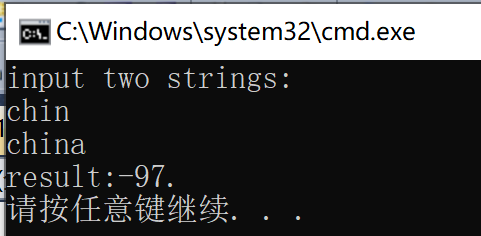 C:\Windows\system32\cmd.exe
input two strings:
chin
china
result:-97.
请按任意键继续. . .